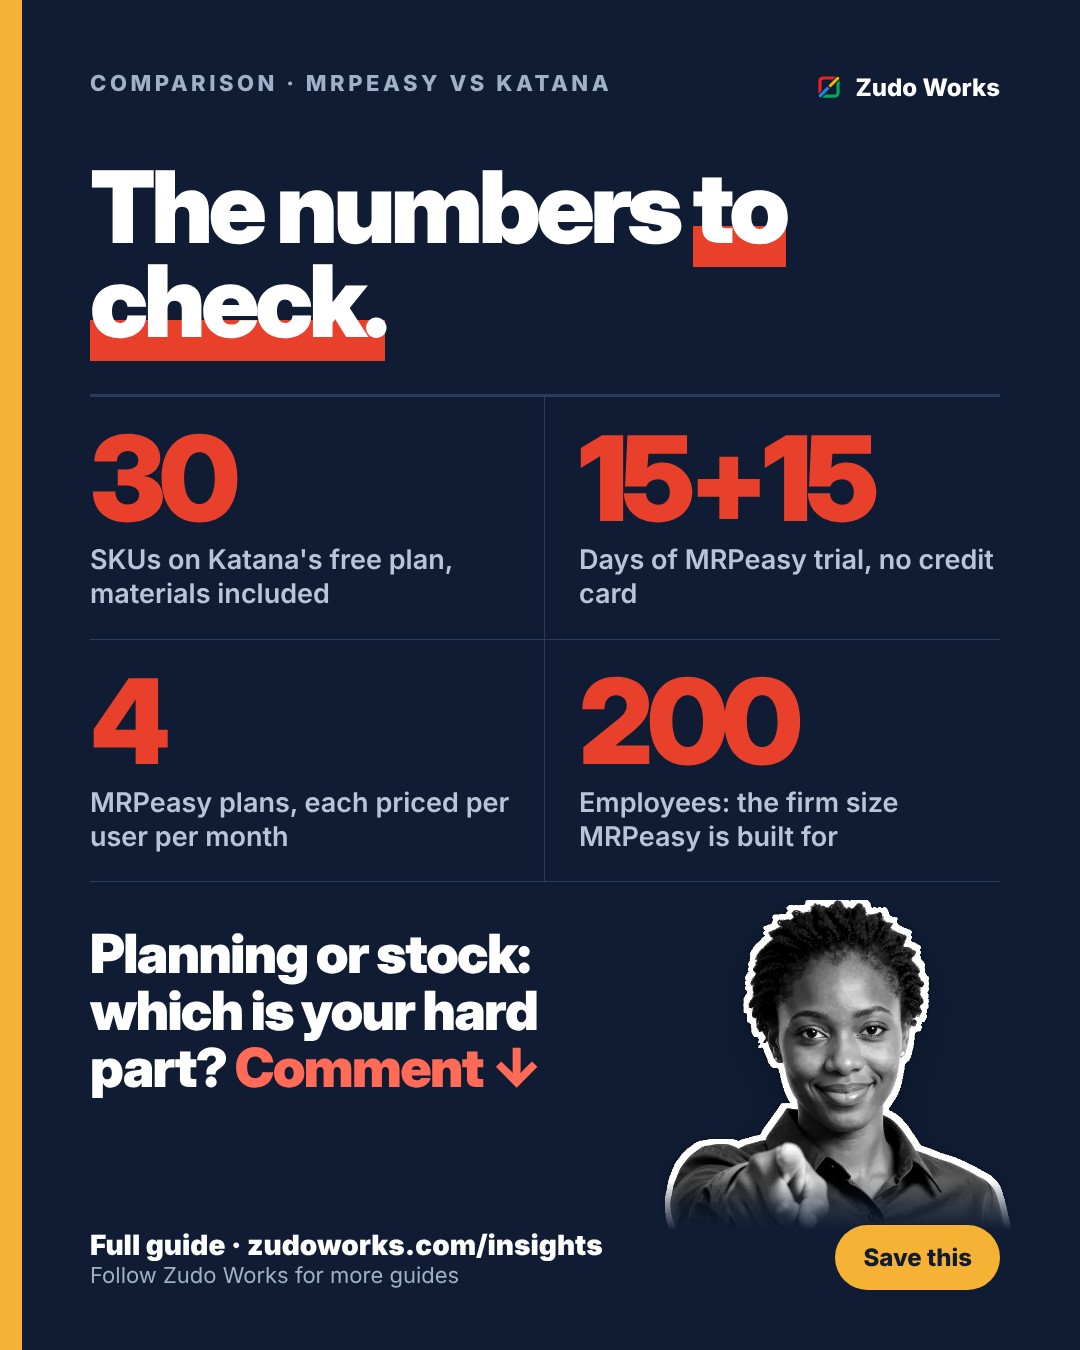 COMPARISON · MRPEASY VS KATANA
Zudo Works
The numbers to
check.
30
SKUs on Katana's free plan,
materials included
15+15
Days of MRPeasy trial, no credit
card
4
MRPeasy plans, each priced per
user per month
200
Employees: the firm size
MRPeasy is built for
Planning or stock:
which is your hard
part? Comment ↓
Full guide · zudoworks.com/insights
Follow Zudo Works for more guides
Save this